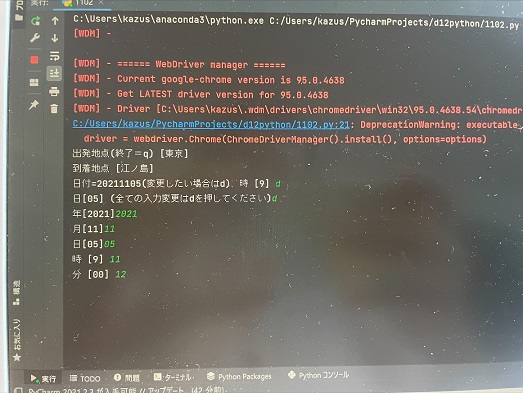 実行: 1102
C:\Users\kazus\anaconda3\python.exe C:/Users/kazus/PycharmProjects/d12python/1102.py
[WDM] -
[WDM] - ====== WebDriver manager ======
[WDM] - Current google-chrome version is 95.0.4638
[WDM] - Get LATEST driver version for 95.0.4638
[WDM] - Driver [C:\Users\kazus\.wdm\drivers\chromedriver\win32\95.0.4638.54\chromedr
C:/Users/kazus/PycharmProjects/d12python/1102.py:21: DeprecationWarning: executable_
driver = webdriver.Chrome(ChromeDriverManager().install(), options=options)
出発地点(終了=q) [東京]
到着地点 [江ノ島]
日付=20211105(変更したい場合はd)、時 [9] d
日[05] (全ての入力変更はdを押してください)d
年[2021]2021
月[11]11
日[05]05
時 [9] 11
分 [00] 12
構造
お気に入り
実行 TODO 問題 ターミナル Python Packages Python コンソール
PyCharm 2021.2.3 が入手可能 // アップデート... (42 分前)